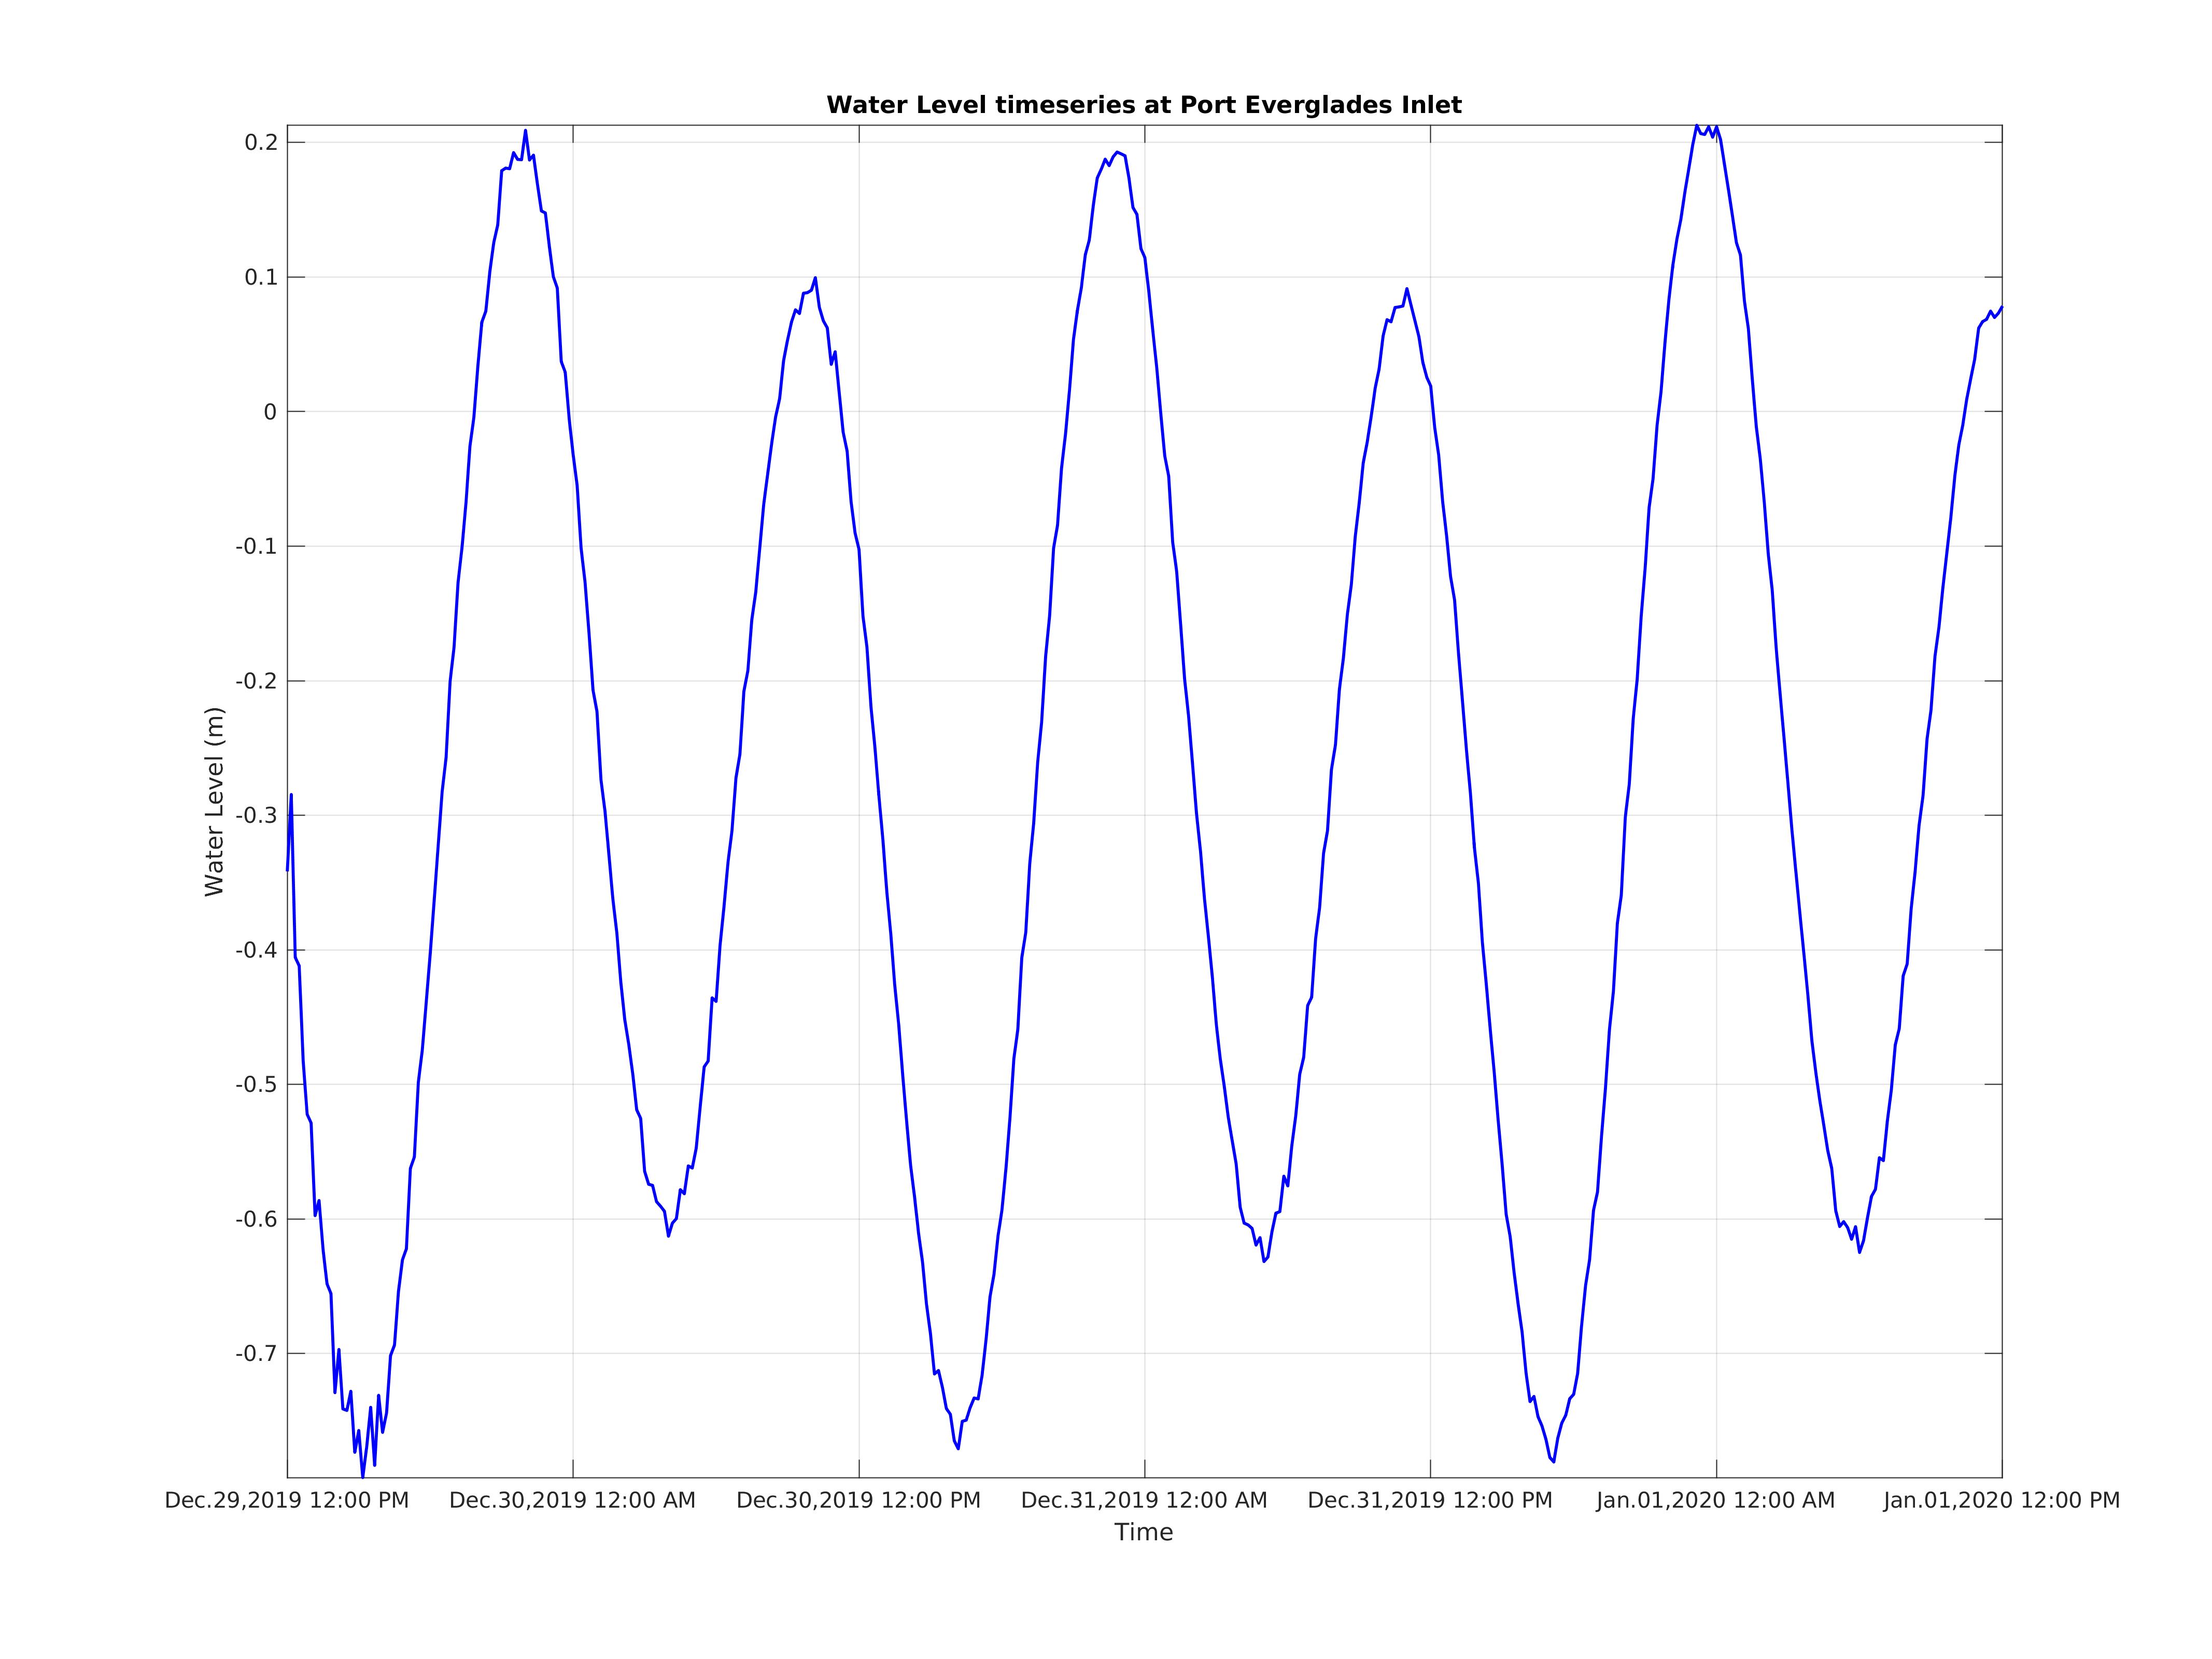 Water Level timeseries at Port Everglades Inlet
0.2
0.1
0
-0.1
-0.2
-0.3
-0.4
-0.5
-0.6
-0.7
Water Level (m)
Dec.29,2019 12:00 PM Dec.30,2019 12:00 AM Dec.30,2019 12:00 PM Dec.31,2019 12:00 AM Dec.31,2019 12:00 PM Jan.01,2020 12:00 AM Jan.01,2020 12:00 PM
Time